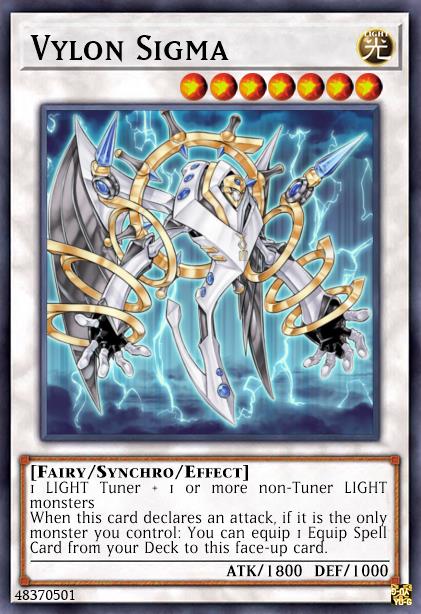 Vylon Sigma
LIGHT
光
[Fairy/Synchro/Effect]
1 LIGHT Tuner + 1 or more non-Tuner LIGHT
monsters
When this card declares an attack, if it is the only
monster you control: You can equip 1 Equip Spell
Card from your Deck to this face-up card.
ATK/1800 DEF/1000
48370501